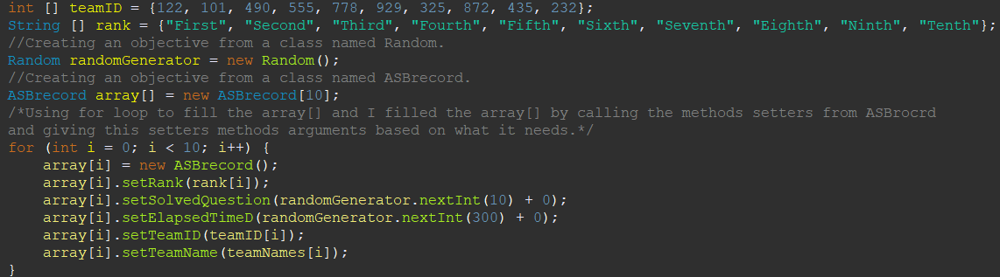 int [] teamID = {122, 101, 490, 555, 778, 929, 325, 872, 435, 232};
String [] rank = {"First", "Second", "Third", "Fourth", "Fifth", "Sixth", "Seventh", "Eighth", "Ninth", "Tenth"};
//Creating an objective from a class named Random.
Random randomGenerator = new Random();
//Creating an objective from a class named ASBrecord.
ASBrecord array[] = new ASBrecord[10];
/*Using for loop to fill the array[] and I filled the array[] by calling the methods setters from ASBrocrd
and giving this setters methods arguments based on what it needs.*/
for (int i = 0; i < 10; i++) {
    array[i] = new ASBrecord();
    array[i].setRank(rank[i]);
    array[i].setSolvedQuestion(randomGenerator.nextInt(10) + 0);
    array[i].setElapsedTimeD(randomGenerator.nextInt(300) + 0);
    array[i].setTeamID(teamID[i]);
    array[i].setTeamName(teamNames[i]);
}